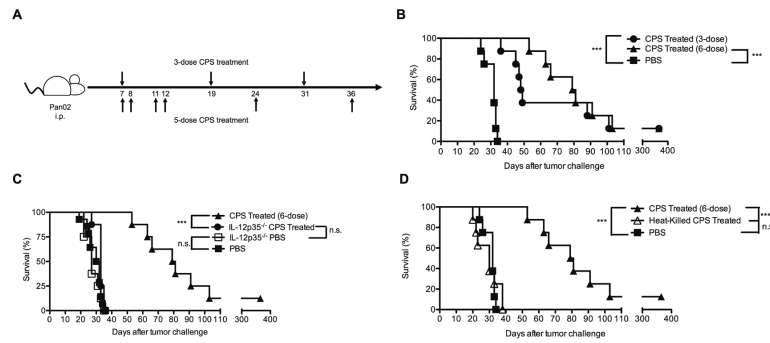 A
3-dose CPS treatment
19
31
7 8 11 12 24 36
Pan02
i.p.
5-dose CPS treatment
B
CPS Treated (3-dose)
CPS Treated (6-dose)
PBS
***
***
Survival (%)
100
80
60
40
20
0
0 10 20 30 40 50 60 70 80 90 100 110 300 400
Days after tumor challenge
C
CPS Treated (6-dose)
IL-12p35-/- CPS Treated
IL-12p35-/- PBS
PBS
***
n.s.
n.s.
Survival (%)
100
75
50
25
0
0 10 20 30 40 50 60 70 80 90 100 110 300 400
Days after tumor challenge
D
CPS Treated (6-dose)
Heat-Killed CPS Treated
PBS
***
***
n.s
Survival (%)
100
80
60
40
20
0
0 10 20 30 40 50 60 70 80 90 100 110 300 400
Days after tumor challenge